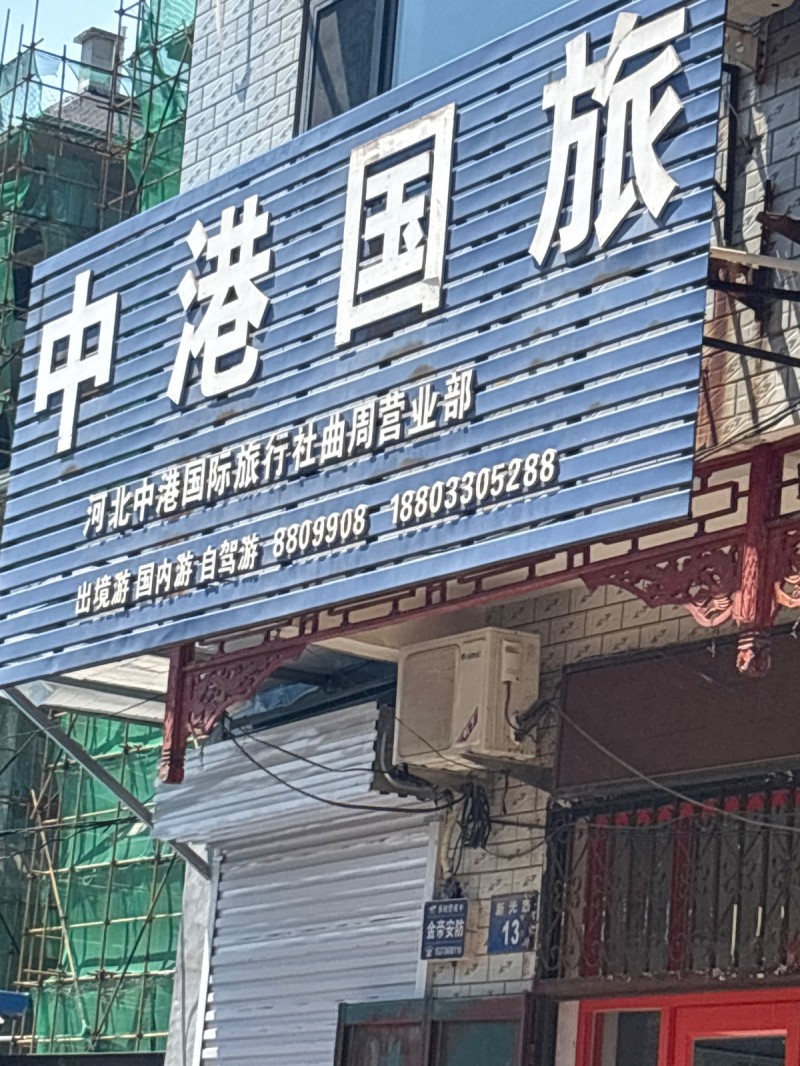 中港国旅
河北中港国际旅行社曲周营业部
出境游 国内游 自驾游 8809908 18803305288
金帝安防
13